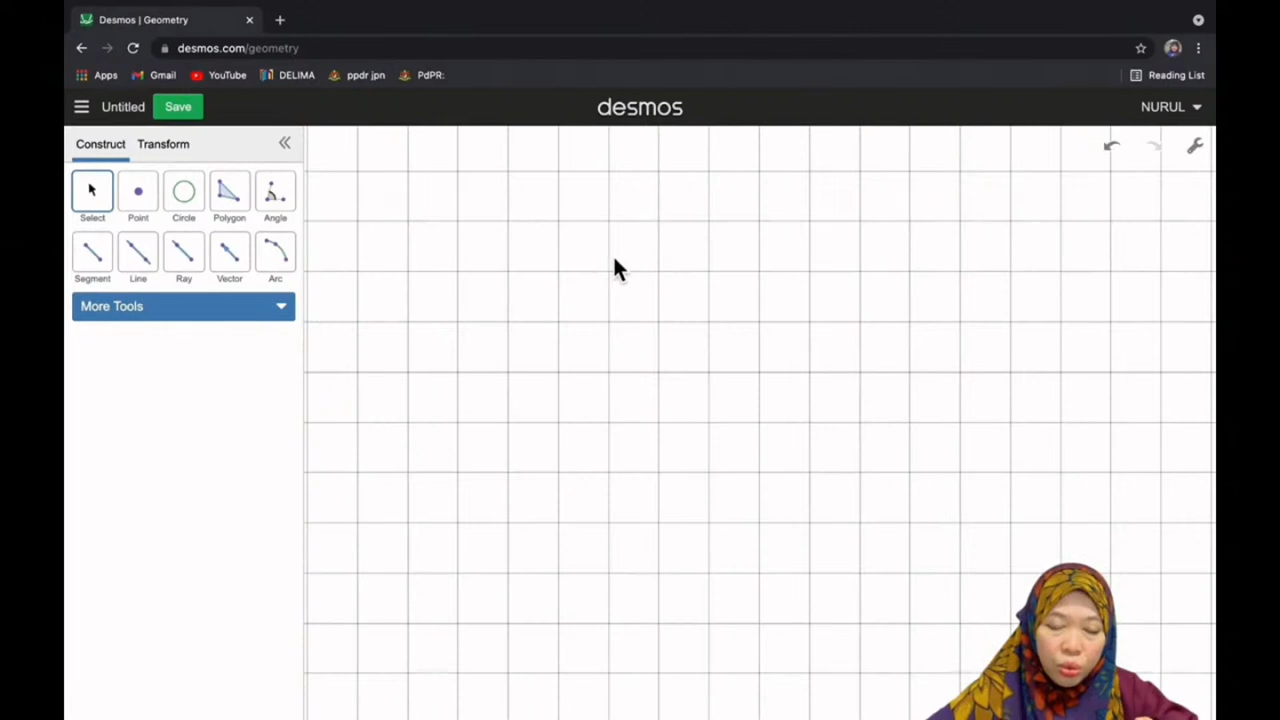 Desmos | Geometry
desmos.com/geometry
Apps Gmail YouTube DELIMA ppdr jpn PdPR: Reading List
Untitled Save desmos NURUL
Construct Transform
Select Point Circle Polygon Angle
Segment Line Ray Vector Arc
More Tools